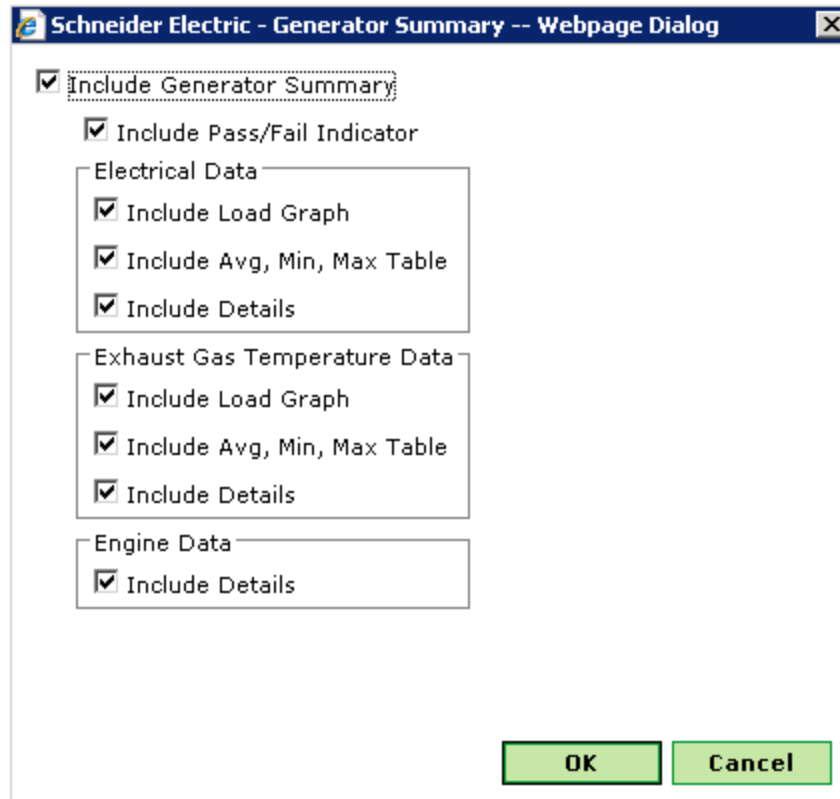 Schneider Electric - Generator Summary -- Webpage Dialog
Include Generator Summary
Include Pass/Fail Indicator
Electrical Data
Include Load Graph
Include Avg, Min, Max Table
Include Details
Exhaust Gas Temperature Data
Include Load Graph
Include Avg, Min, Max Table
Include Details
Engine Data
Include Details
OK Cancel